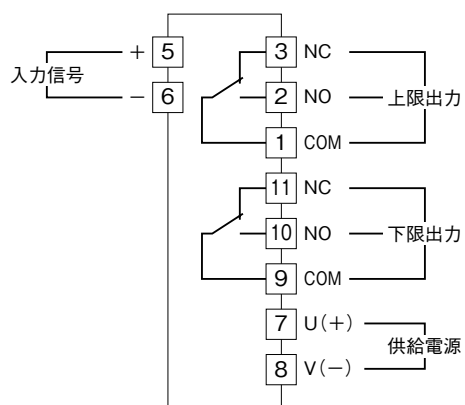 + 5
入力信号
− 6
3 NC
2 NO 上限出力
1 COM
11 NC
10 NO 下限出力
9 COM
7 U(+)
供給電源
8 V(−)